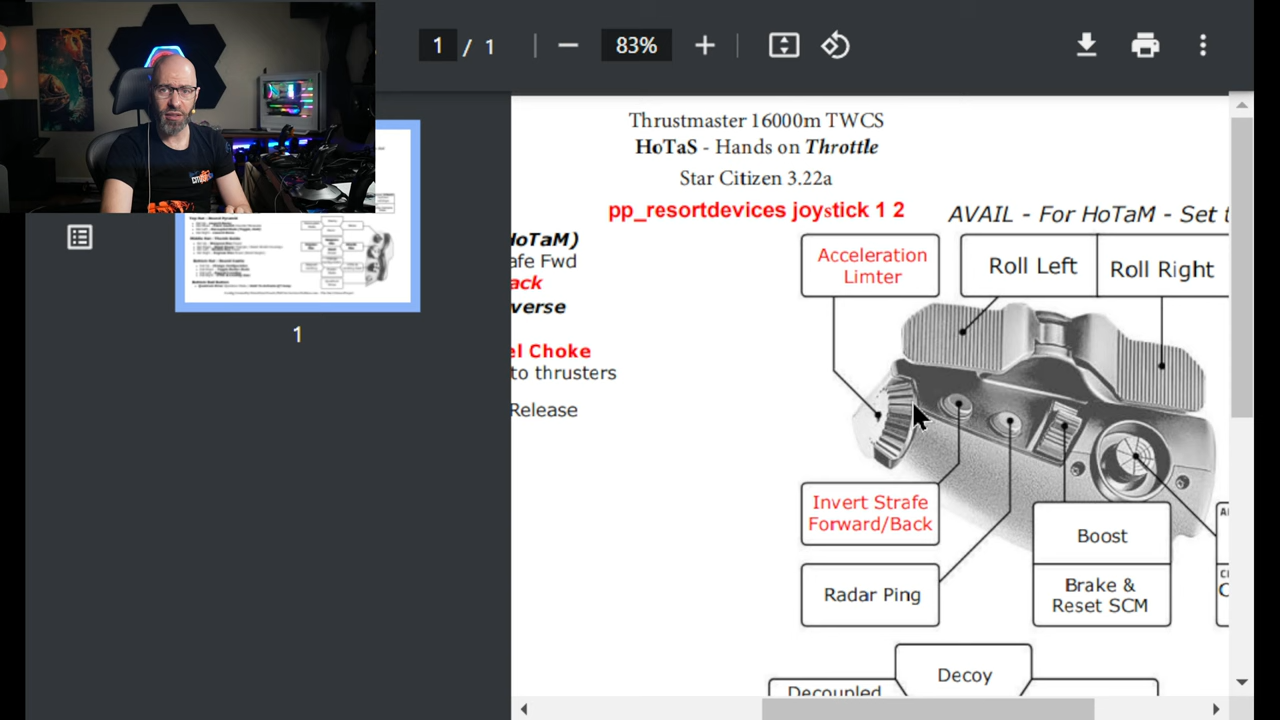 1 / 1
83%
Thrustmaster 16000m TWCS
HoTaS - Hands on Throttle
Star Citizen 3.22a
pp_resortdevices joystick 1 2
AVAIL - For HoTaM - Set t
HoTaM)
afe Fwd
ack
verse
el Choke
to thrusters
Release
Acceleration
Limter
Roll Left
Roll Right
Invert Strafe
Forward/Back
Radar Ping
Boost
Brake &
Reset SCM
Decoy
Decoupled
1